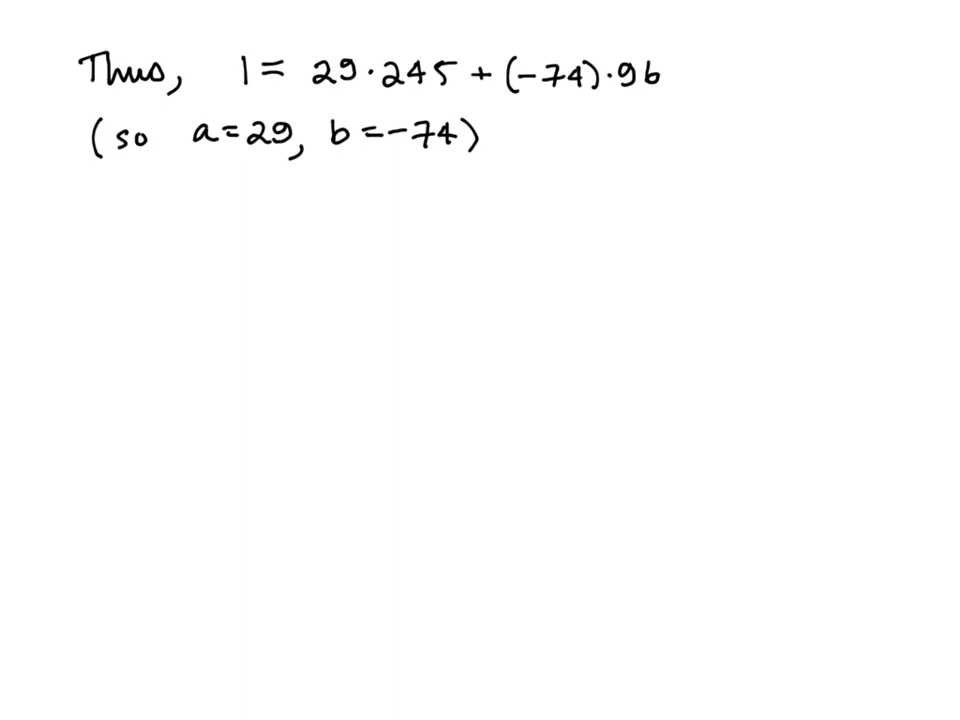 Thus, 1 = 29·245 + (-74)·96
(so a=29, b=-74)